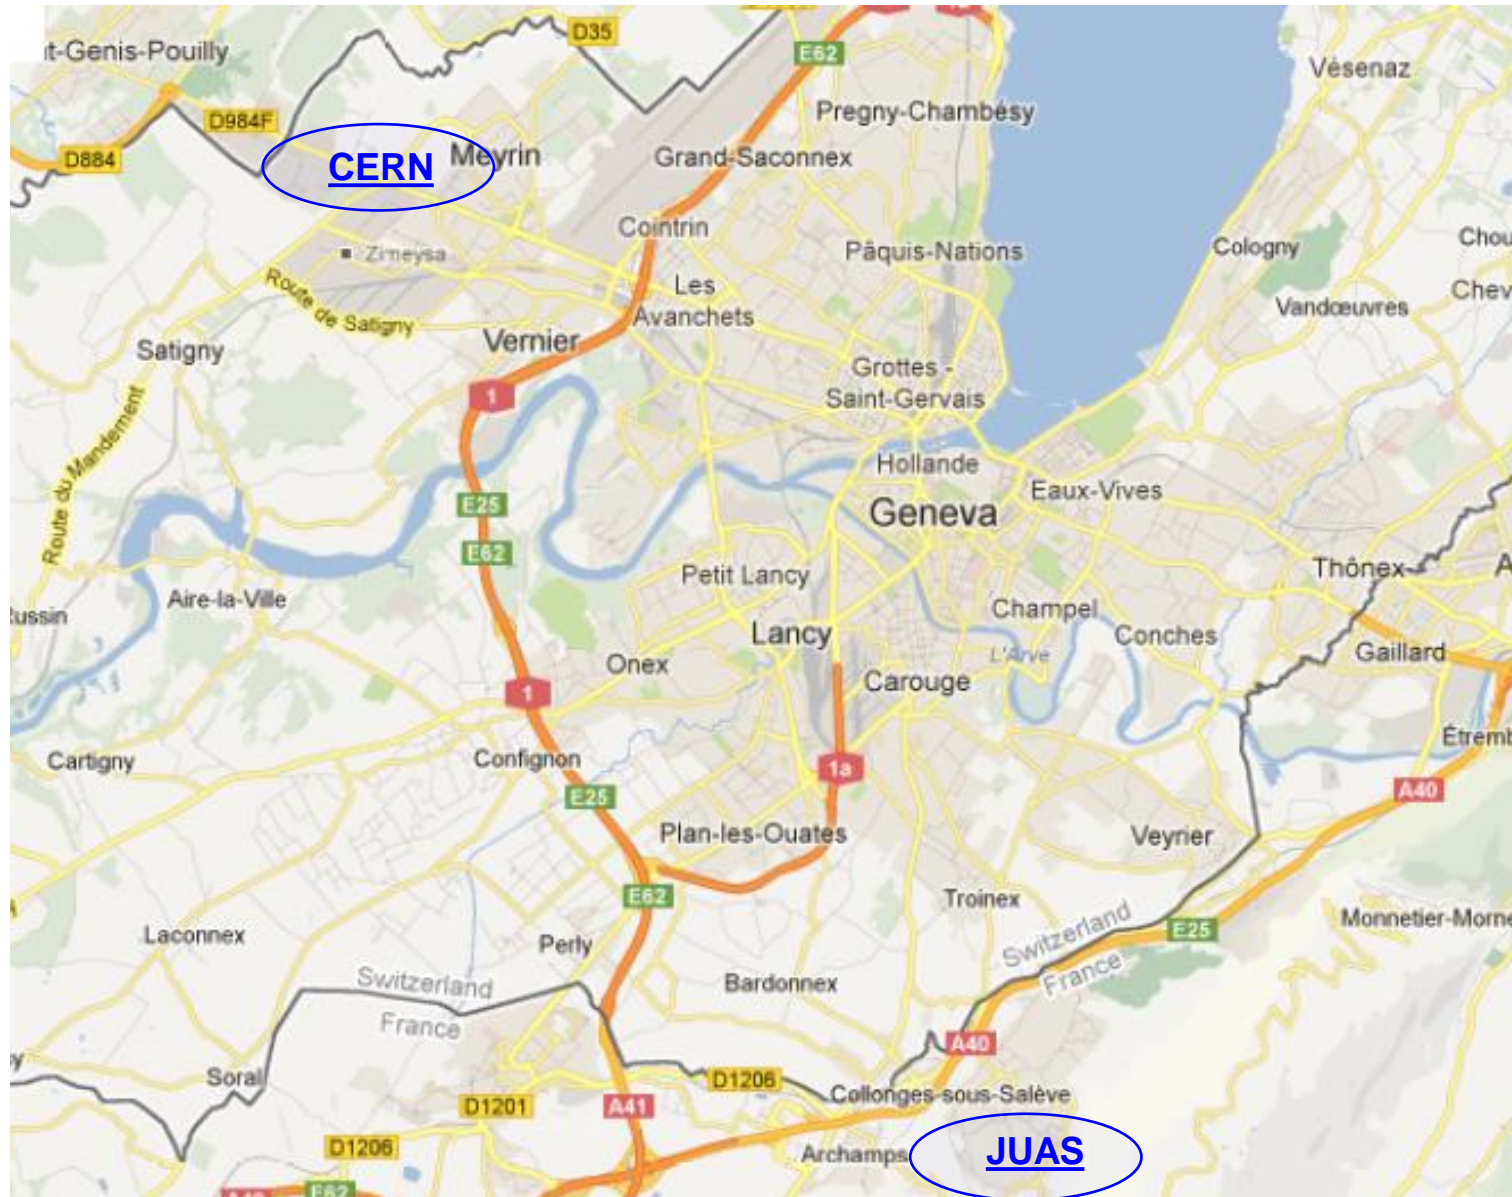 D35
E62
t-Genis-Pouilly
Vésenaz
Pregny-Chambésy
D984F
D884
CERN
Meyrin
Grand-Saconnex
Cointrin
Zimeysa
Pâquis-Nations
Cologny
Chou
Les
Avanchets
Chev
Vandœuvres
Route de Satigny
Vernier
Satigny
Grottes -
Saint-Gervais
1
Route du Mandement
Hollande
Eaux-Vives
E25
Geneva
E62
Petit Lancy
Thônex
A
Aire-la-Ville
Champel
ussin
Lancy
Conches
L'Arve
Onex
Gaillard
Carouge
1
Étremb
Cartigny
Confignon
1a
A40
E25
Plan-les-Ouates
Veyrier
E62
Troinex
Laconnex
Perly
Switzerland
France
E25
Monnetier-Morne
Bardonnex
Switzerland
France
A40
y
Soral
D1206
Collonges-sous-Salève
D1201
A41
D1206
Archamps
JUAS
E62